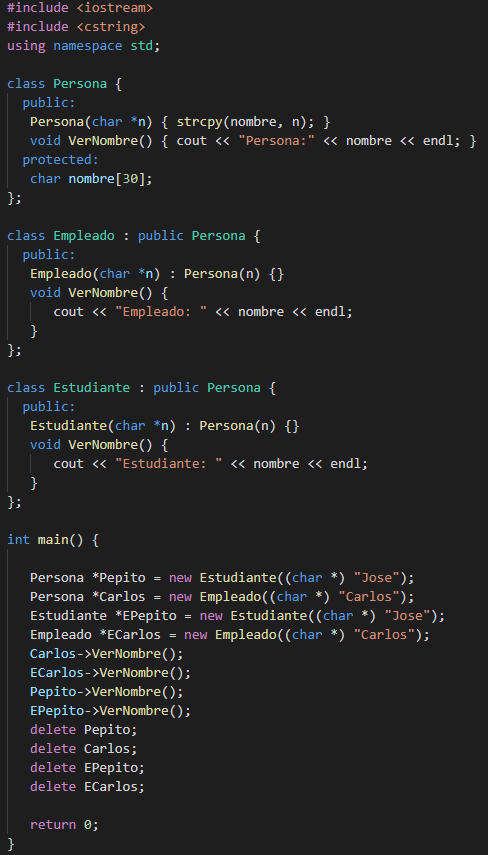 #include <iostream>
#include <cstring>
using namespace std;

class Persona {
  public:
   Persona(char *n) { strcpy(nombre, n); }
   void VerNombre() { cout << "Persona:" << nombre << endl; }
  protected:
   char nombre[30];
};

class Empleado : public Persona {
  public:
   Empleado(char *n) : Persona(n) {}
   void VerNombre() {
      cout << "Empleado: " << nombre << endl;
   }
};

class Estudiante : public Persona {
  public:
   Estudiante(char *n) : Persona(n) {}
   void VerNombre() {
      cout << "Estudiante: " << nombre << endl;
   }
};

int main() {

   Persona *Pepito = new Estudiante((char *) "Jose");
   Persona *Carlos = new Empleado((char *) "Carlos");
   Estudiante *EPepito = new Estudiante((char *) "Jose");
   Empleado *ECarlos = new Empleado((char *) "Carlos");
   Carlos->VerNombre();
   ECarlos->VerNombre();
   Pepito->VerNombre();
   EPepito->VerNombre();
   delete Pepito;
   delete Carlos;
   delete EPepito;
   delete ECarlos;

   return 0;
}